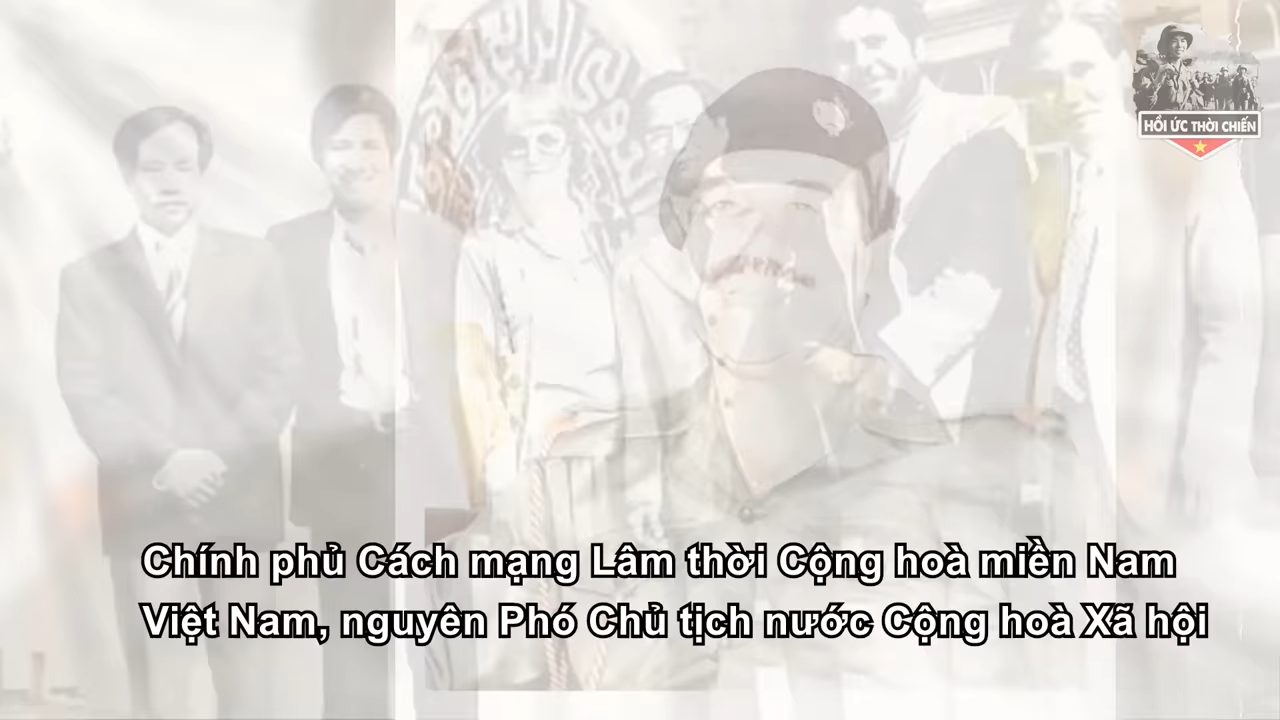 HỒI ỨC THỜI CHIẾN
Chính phủ Cách mạng Lâm thời Cộng hoà miền Nam
Việt Nam, nguyên Phó Chủ tịch nước Cộng hoà Xã hội